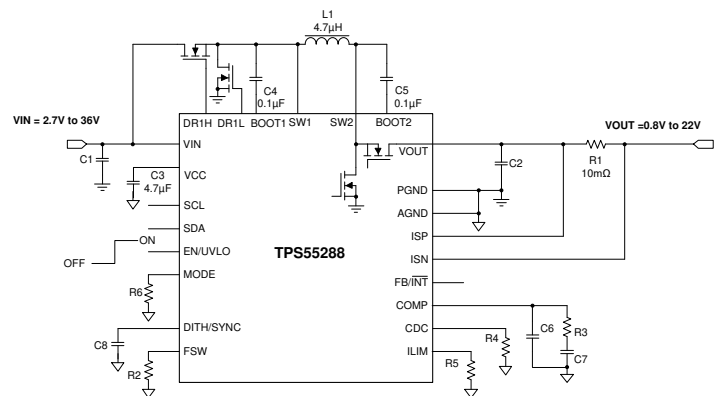 L1
4.7µH
C4
0.1µF
C5
0.1µF
VIN = 2.7V to 36V
DR1H DR1L BOOT1 SW1 SW2 BOOT2
VOUT =0.8V to 22V
VIN
VOUT
C1
C2
R1
10mΩ
C3
4.7µF
VCC
PGND
SCL
AGND
SDA
ON
ISP
OFF
EN/UVLO
TPS55288
ISN
MODE
FB/INT
R6
COMP
DITH/SYNC
CDC
C6
R3
C8
R4
C7
FSW
ILIM
R2
R5